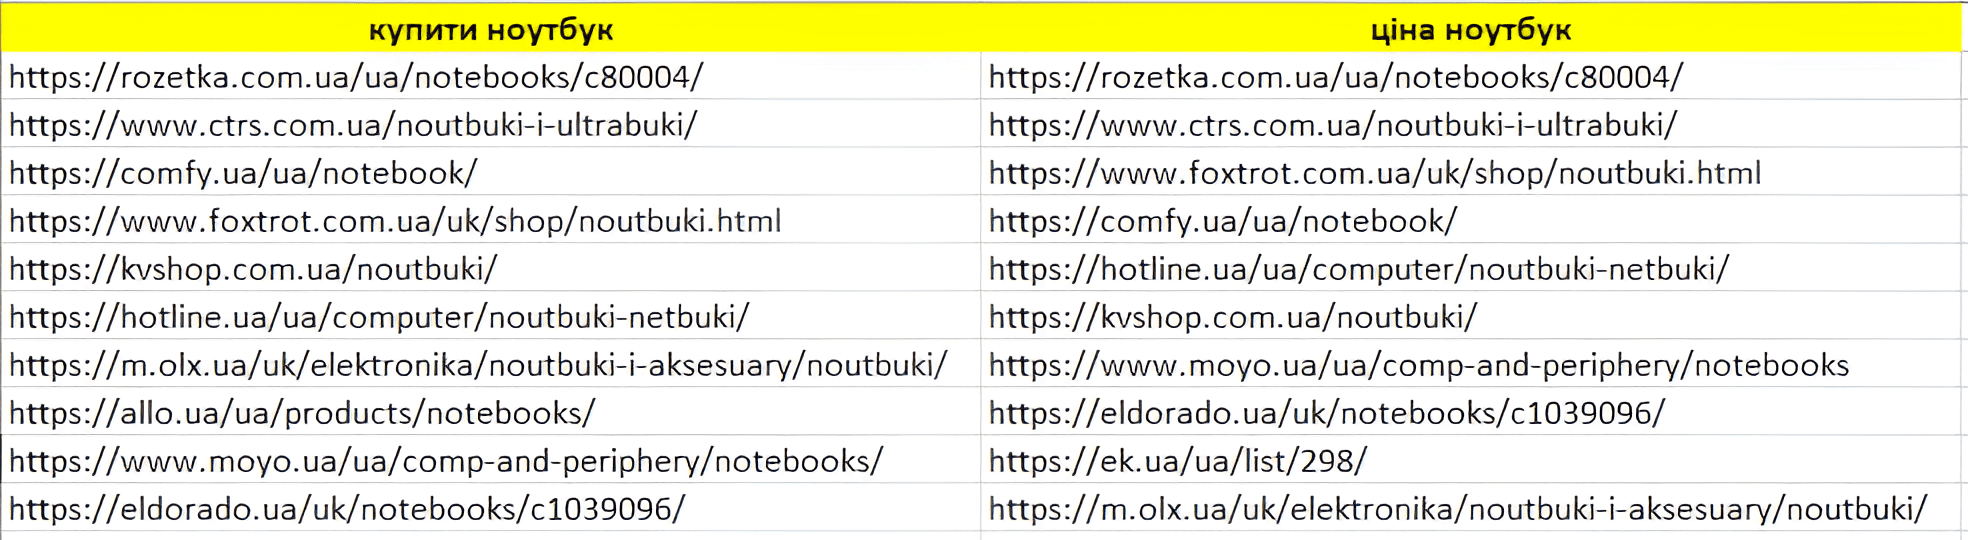 купити ноутбук	ціна ноутбук
https://rozetka.com.ua/ua/notebooks/c80004/	https://rozetka.com.ua/ua/notebooks/c80004/
https://www.ctrs.com.ua/noutbuki-i-ultrabuki/	https://www.ctrs.com.ua/noutbuki-i-ultrabuki/
https://comfy.ua/ua/notebook/	https://www.foxtrot.com.ua/uk/shop/noutbuki.html
https://www.foxtrot.com.ua/uk/shop/noutbuki.html	https://comfy.ua/ua/notebook/
https://kvshop.com.ua/noutbuki/	https://hotline.ua/ua/computer/noutbuki-netbuki/
https://hotline.ua/ua/computer/noutbuki-netbuki/	https://kvshop.com.ua/noutbuki/
https://m.olx.ua/uk/elektronika/noutbuki-i-aksesuary/noutbuki/	https://www.moyo.ua/ua/comp-and-periphery/notebooks
https://allo.ua/ua/products/notebooks/	https://eldorado.ua/uk/notebooks/c1039096/
https://www.moyo.ua/ua/comp-and-periphery/notebooks/	https://ek.ua/ua/list/298/
https://eldorado.ua/uk/notebooks/c1039096/	https://m.olx.ua/uk/elektronika/noutbuki-i-aksesuary/noutbuki/